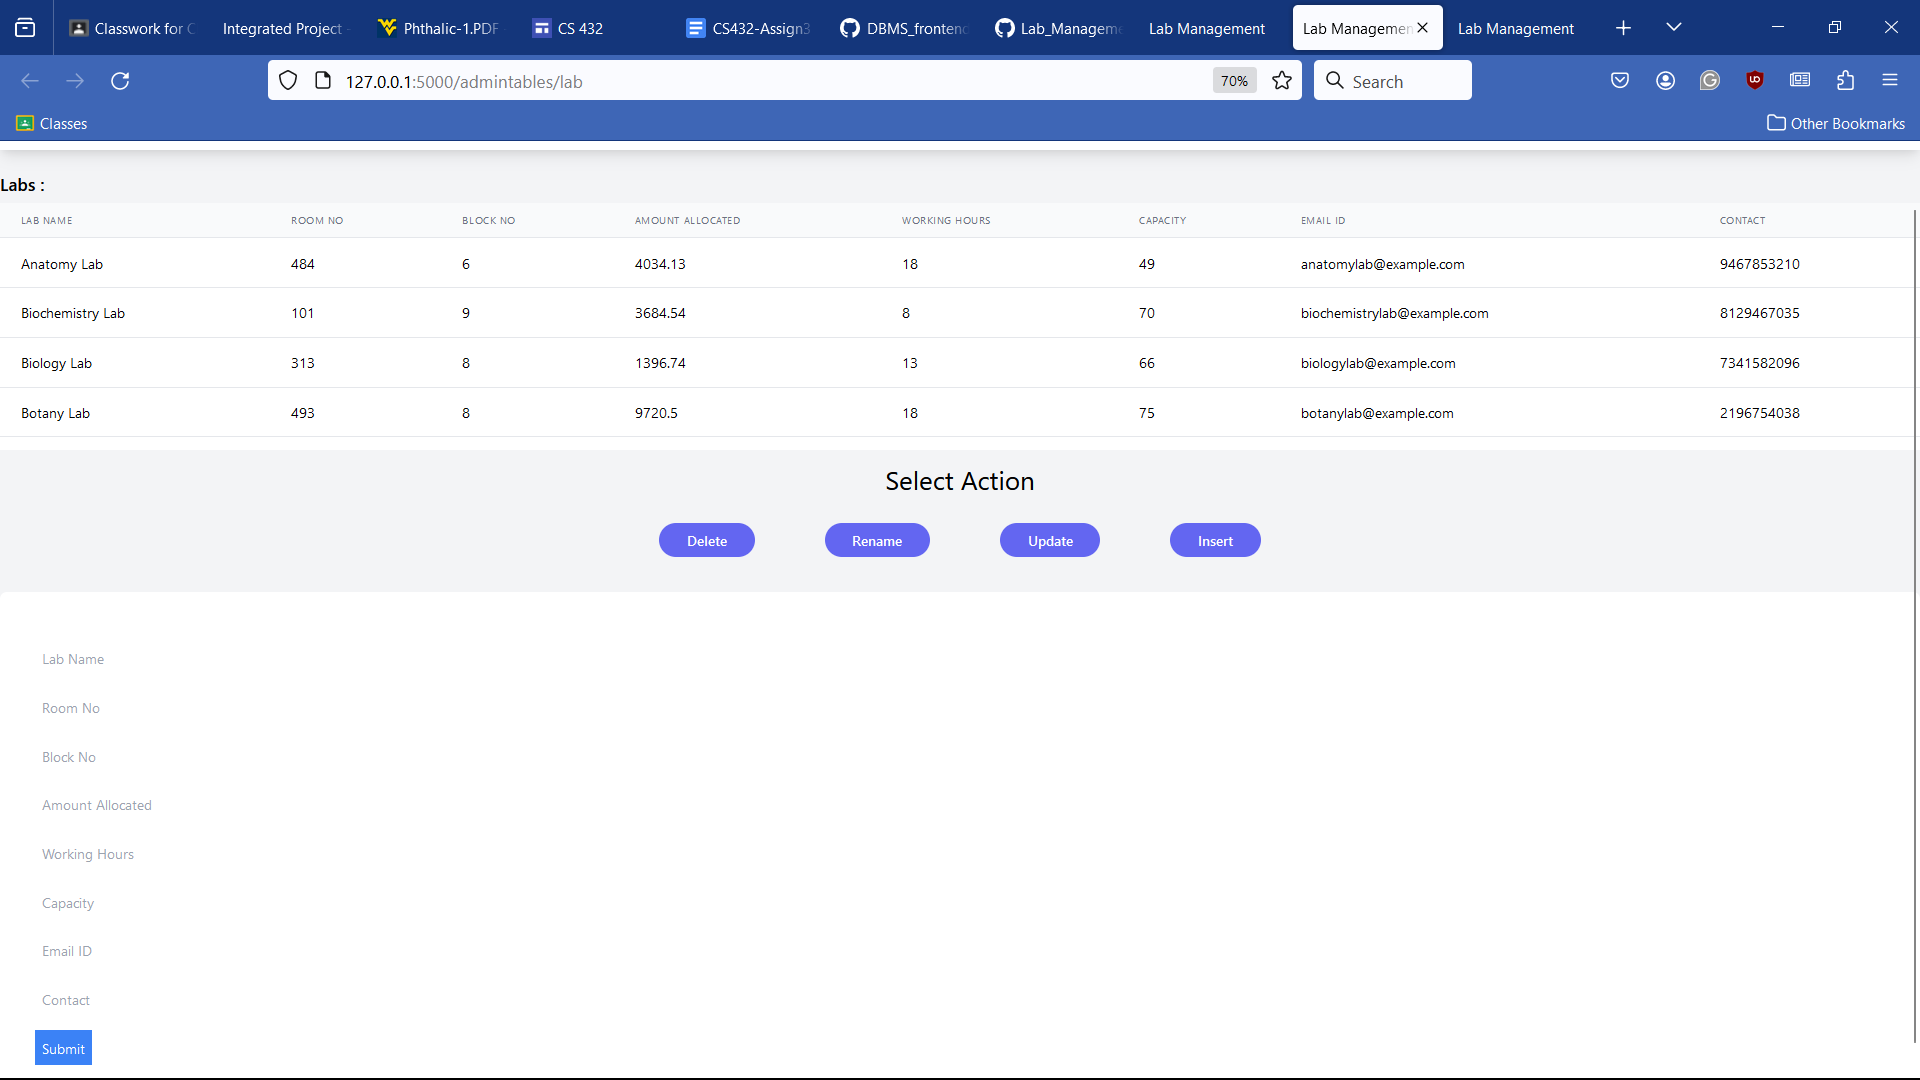 Classwork for C Integrated Project - Phthalic-1.PDF CS 432 CS432-Assign3 DBMS_frontend Lab_Manageme Lab Management Lab Managemen Lab Management
127.0.0.1:5000/admintables/lab 70% Search
Classes Other Bookmarks
Labs :
LAB NAME ROOM NO BLOCK NO AMOUNT ALLOCATED WORKING HOURS CAPACITY EMAIL ID CONTACT
Anatomy Lab 484 6 4034.13 18 49 anatomylab@example.com 9467853210
Biochemistry Lab 101 9 3684.54 8 70 biochemistrylab@example.com 8129467035
Biology Lab 313 8 1396.74 13 66 biologylab@example.com 7341582096
Botany Lab 493 8 9720.5 18 75 botanylab@example.com 2196754038
Select Action
Delete Rename Update Insert
Lab Name
Room No
Block No
Amount Allocated
Working Hours
Capacity
Email ID
Contact
Submit